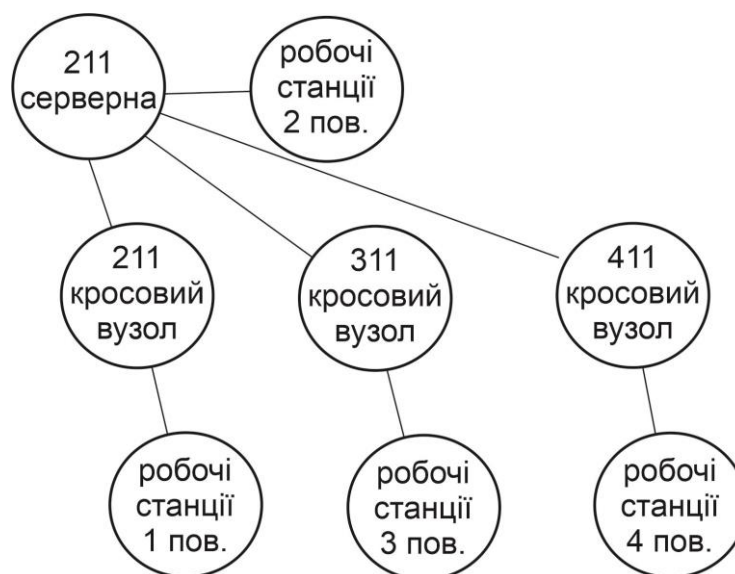 211
серверна
робочі
станції
2 пов.
211
кросовий
вузол
311
кросовий
вузол
411
кросовий
вузол
робочі
станції
1 пов.
робочі
станції
3 пов.
робочі
станції
4 пов.